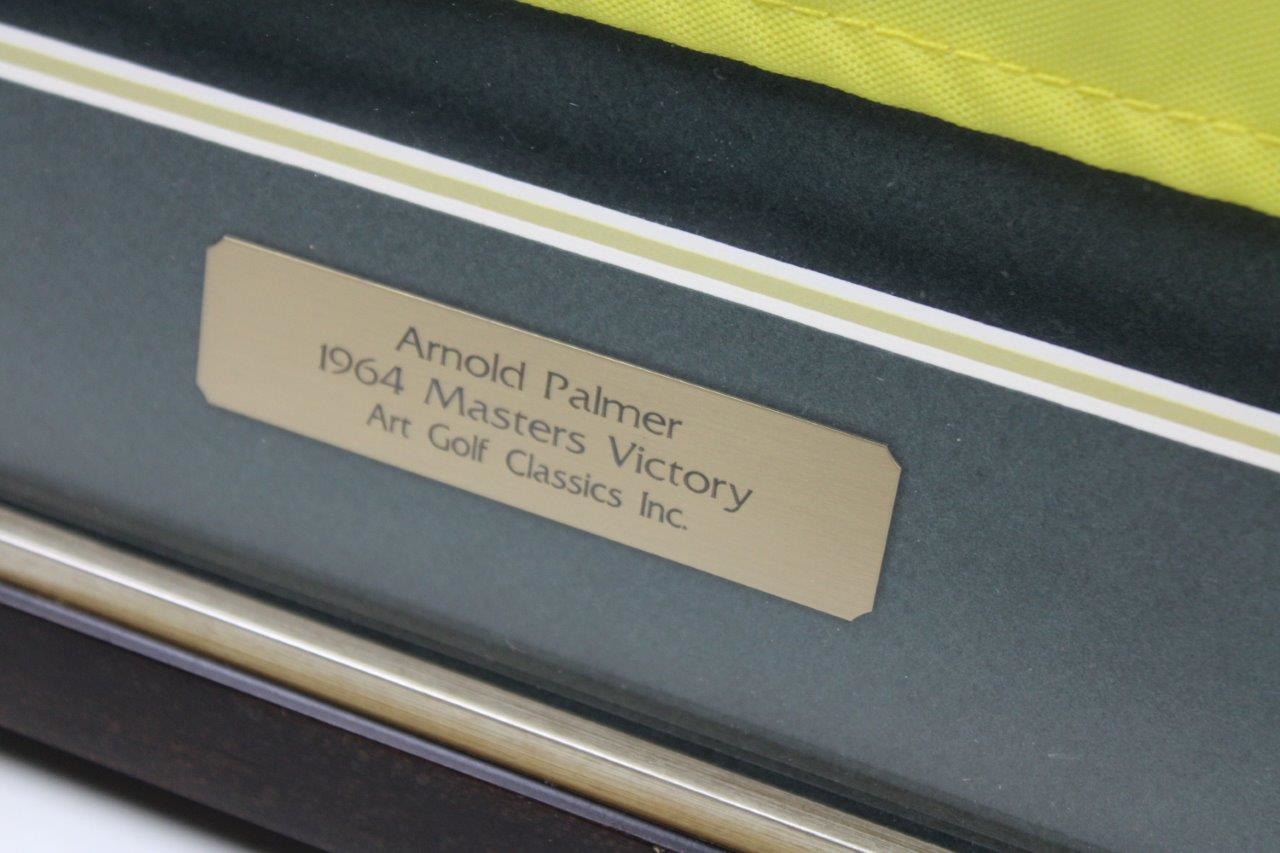 Arnold Palmer
1964 Masters Victory
Art Golf Classics Inc.